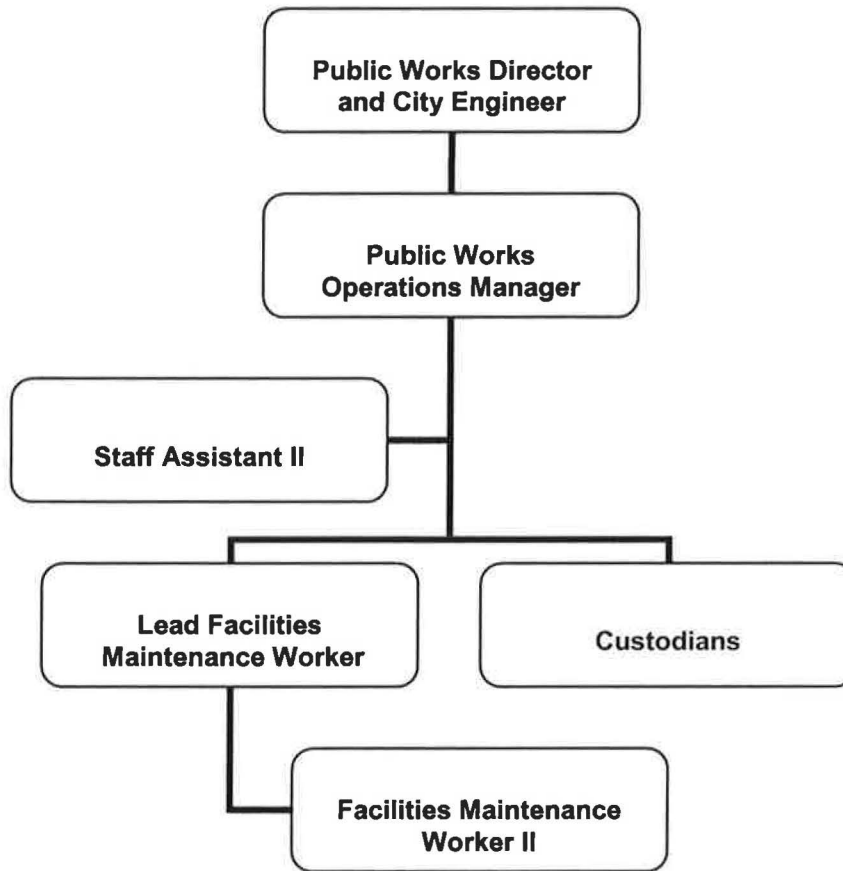 Public Works Director
and City Engineer
Public Works
Operations Manager
Staff Assistant II
Lead Facilities
Maintenance Worker
Custodians
Facilities Maintenance
Worker II